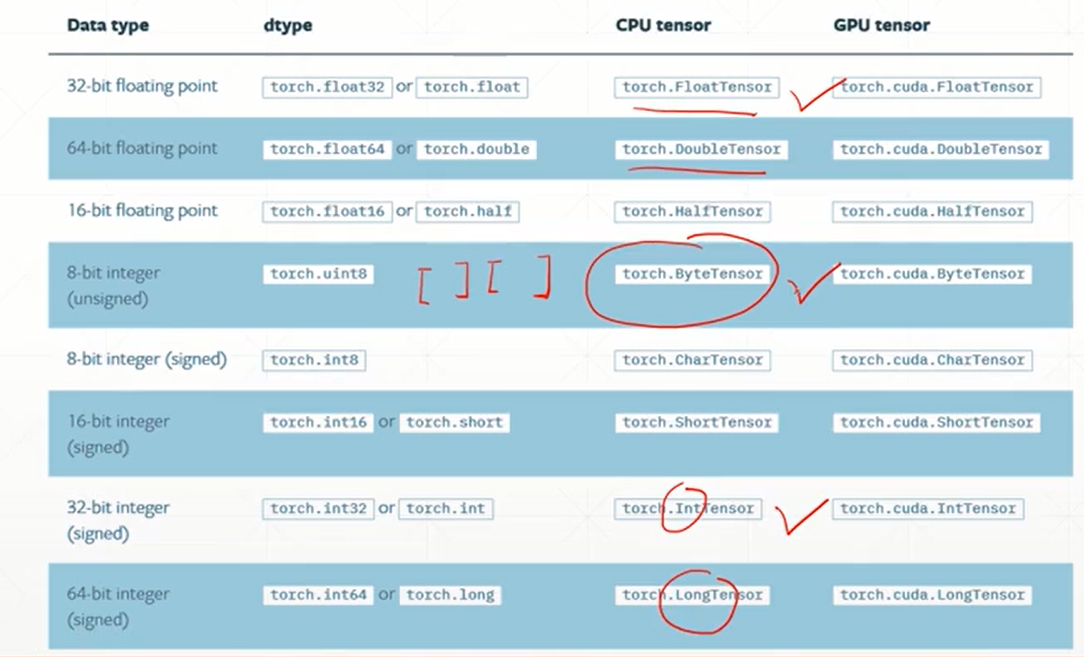 Data type dtype CPU tensor GPU tensor
32-bit floating point torch.float32 or torch.float torch.FloatTensor torch.cuda.FloatTensor
64-bit floating point torch.float64 or torch.double torch.DoubleTensor torch.cuda.DoubleTensor
16-bit floating point torch.float16 or torch.half torch.HalfTensor torch.cuda.HalfTensor
8-bit integer torch.uint8 [ ] [ ] torch.ByteTensor torch.cuda.ByteTensor
(unsigned)
8-bit integer (signed) torch.int8 torch.CharTensor torch.cuda.CharTensor
16-bit integer torch.int16 or torch.short torch.ShortTensor torch.cuda.ShortTensor
(signed)
32-bit integer torch.int32 or torch.int torch.IntTensor torch.cuda.IntTensor
(signed)
64-bit integer torch.int64 or torch.long torch.LongTensor torch.cuda.LongTensor
(signed)